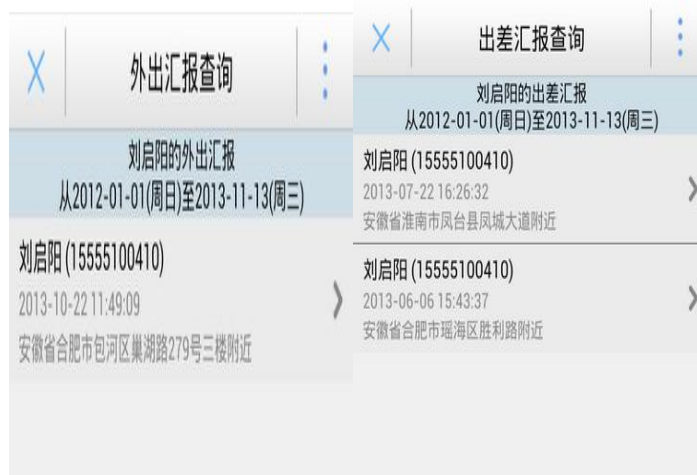 外出汇报查询
刘启阳的外出汇报
从2012-01-01(周日)至2013-11-13(周三)
刘启阳 (15555100410)
2013-10-22 11:49:09
安徽省合肥市包河区巢湖路279号三楼附近
出差汇报查询
刘启阳的出差汇报
从2012-01-01(周日)至2013-11-13(周三)
刘启阳 (15555100410)
2013-07-22 16:26:32
安徽省淮南市凤台县凤城大道附近
刘启阳 (15555100410)
2013-06-06 15:43:37
安徽省合肥市瑶海区胜利路附近